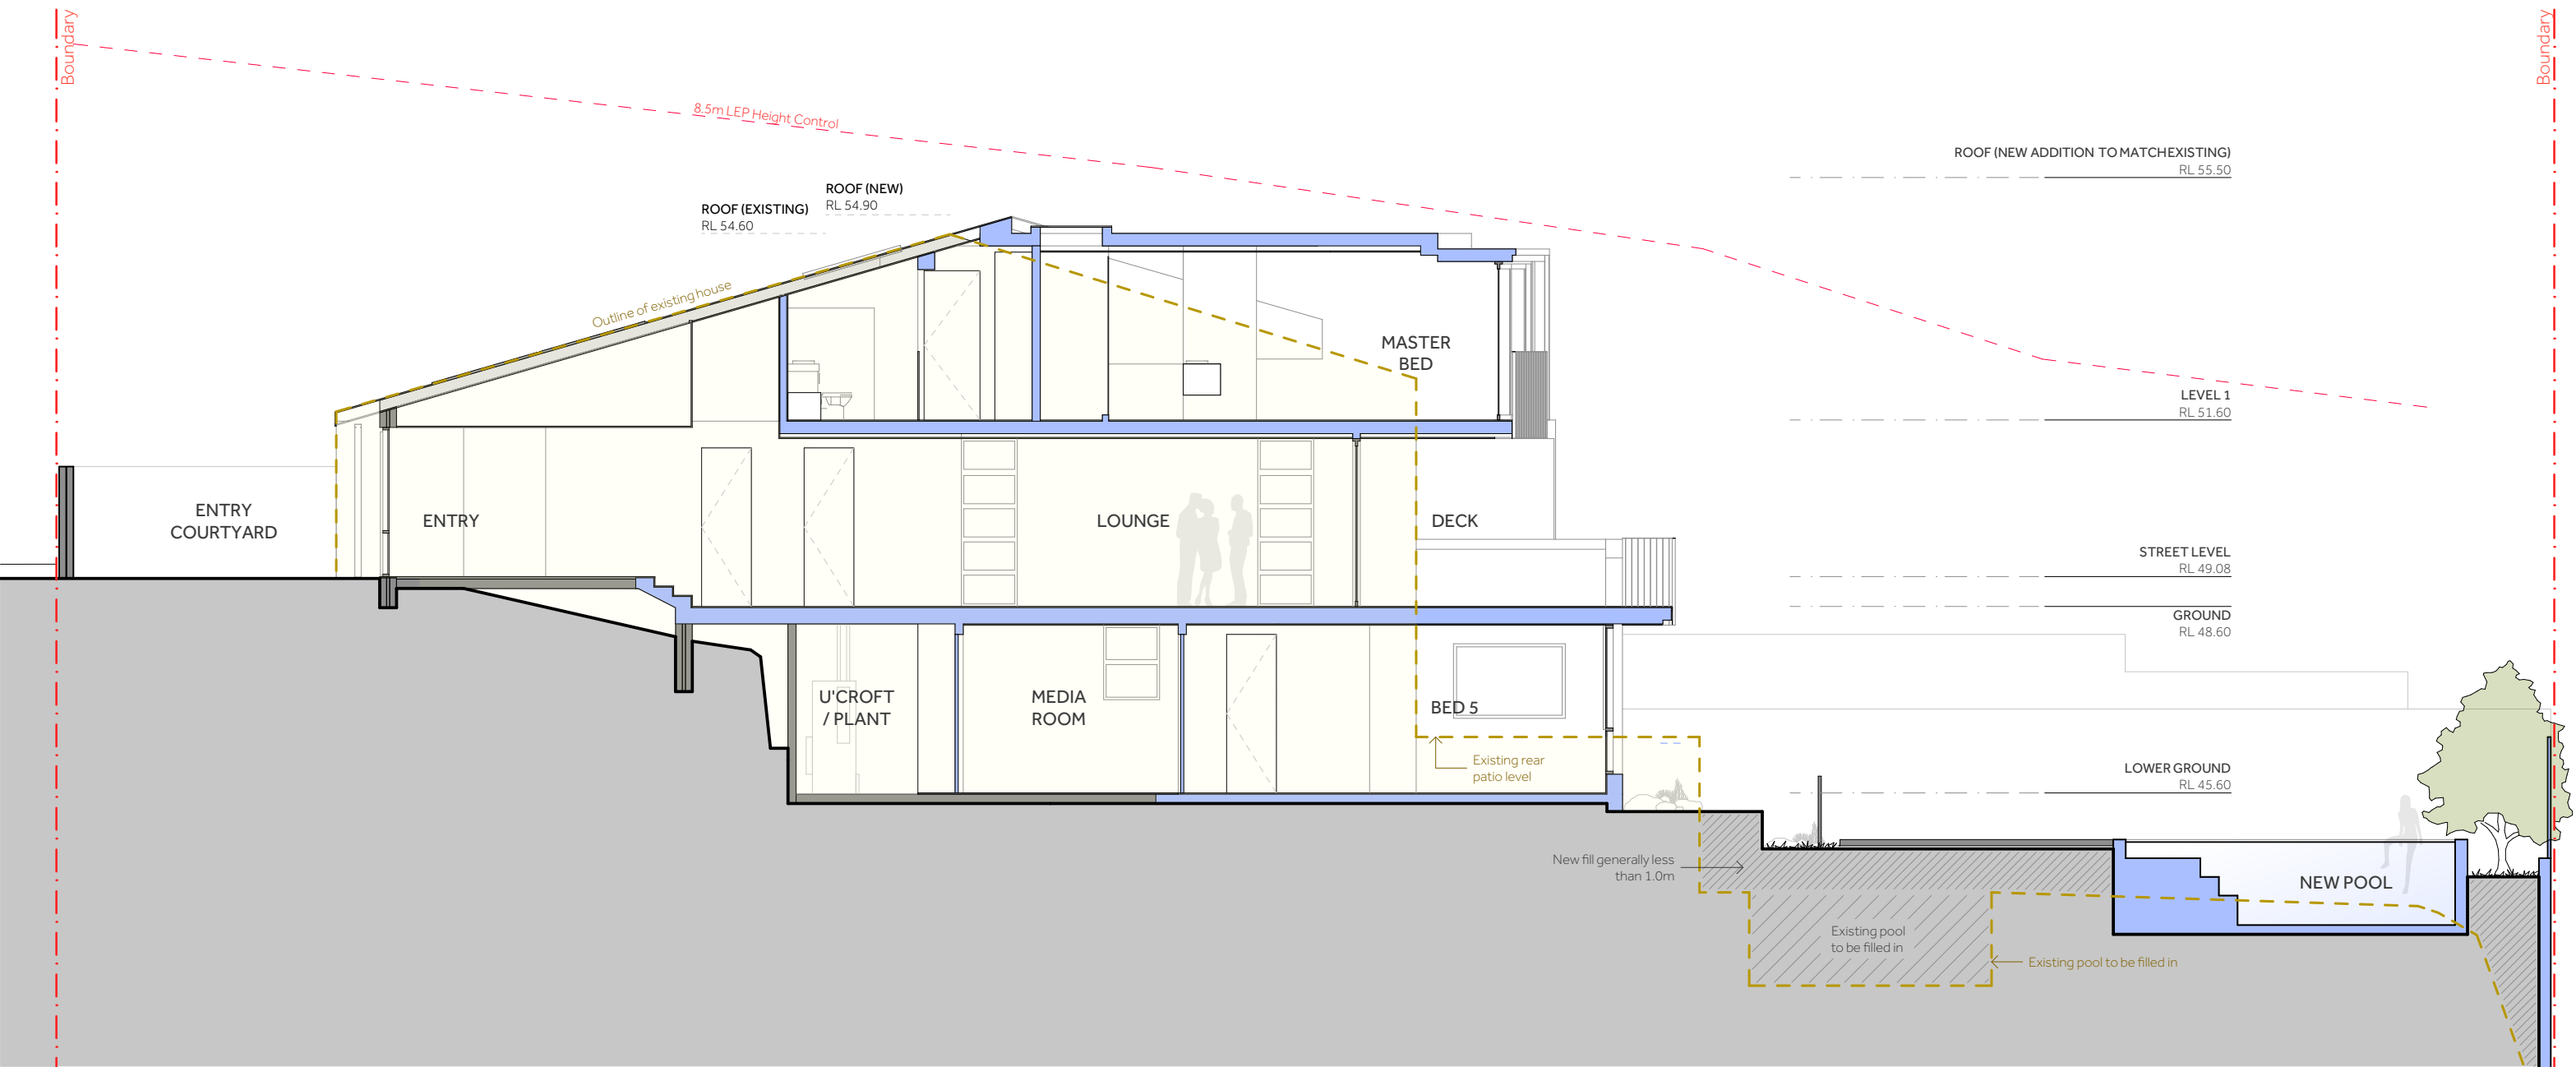 Boundary
Boundary
8.5m LEP Height Control
ROOF (NEW ADDITION TO MATCHEXISTING)
RL 55.50
ROOF (NEW)
RL 54.90
ROOF (EXISTING)
RL 54.60
Outline of existing house
MASTER
BED
LEVEL 1
RL 51.60
ENTRY
COURTYARD
ENTRY
LOUNGE
DECK
STREET LEVEL
RL 49.08
GROUND
RL 48.60
U'CROFT
/ PLANT
MEDIA
ROOM
BED 5
Existing rear
patio level
LOWER GROUND
RL 45.60
New fill generally less
than 1.0m
NEW POOL
Existing pool
to be filled in
Existing pool to be filled in